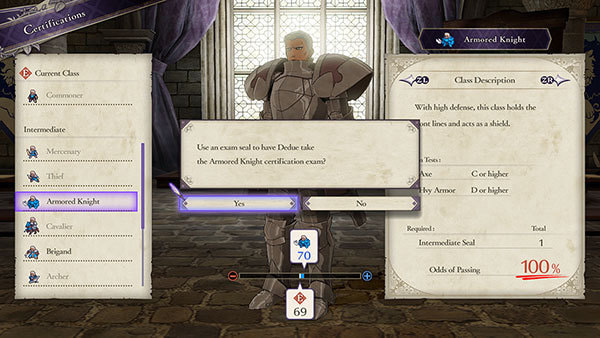 Certifications
E Current Class
Commoner
Intermediate
Mercenary
Thief
Armored Knight
Cavalier
Brigand
Archer
Use an exam seal to have Dedue take
the Armored Knight certification exam?
Yes
No
70
E
69
Armored Knight
ZL Class Description ZR
With high defense, this class holds the
ont lines and acts as a shield.
n Tests :
Axe C or higher
Hvy Armor D or higher
Required : Total
Intermediate Seal 1
Odds of Passing 100%